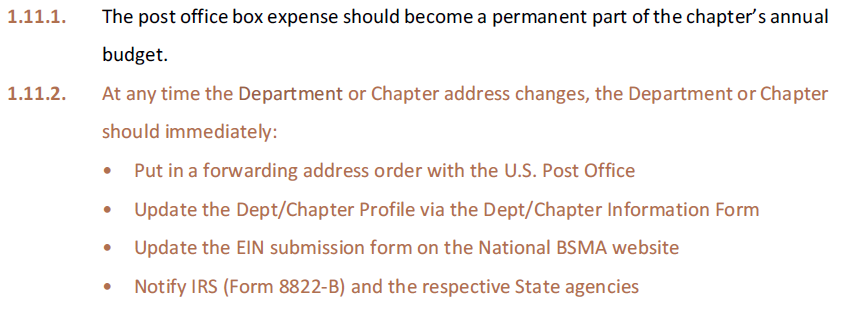 1.11.1. The post office box expense should become a permanent part of the chapter’s annual
budget.
1.11.2. At any time the Department or Chapter address changes, the Department or Chapter
should immediately:
• Put in a forwarding address order with the U.S. Post Office
• Update the Dept/Chapter Profile via the Dept/Chapter Information Form
• Update the EIN submission form on the National BSMA website
• Notify IRS (Form 8822-B) and the respective State agencies